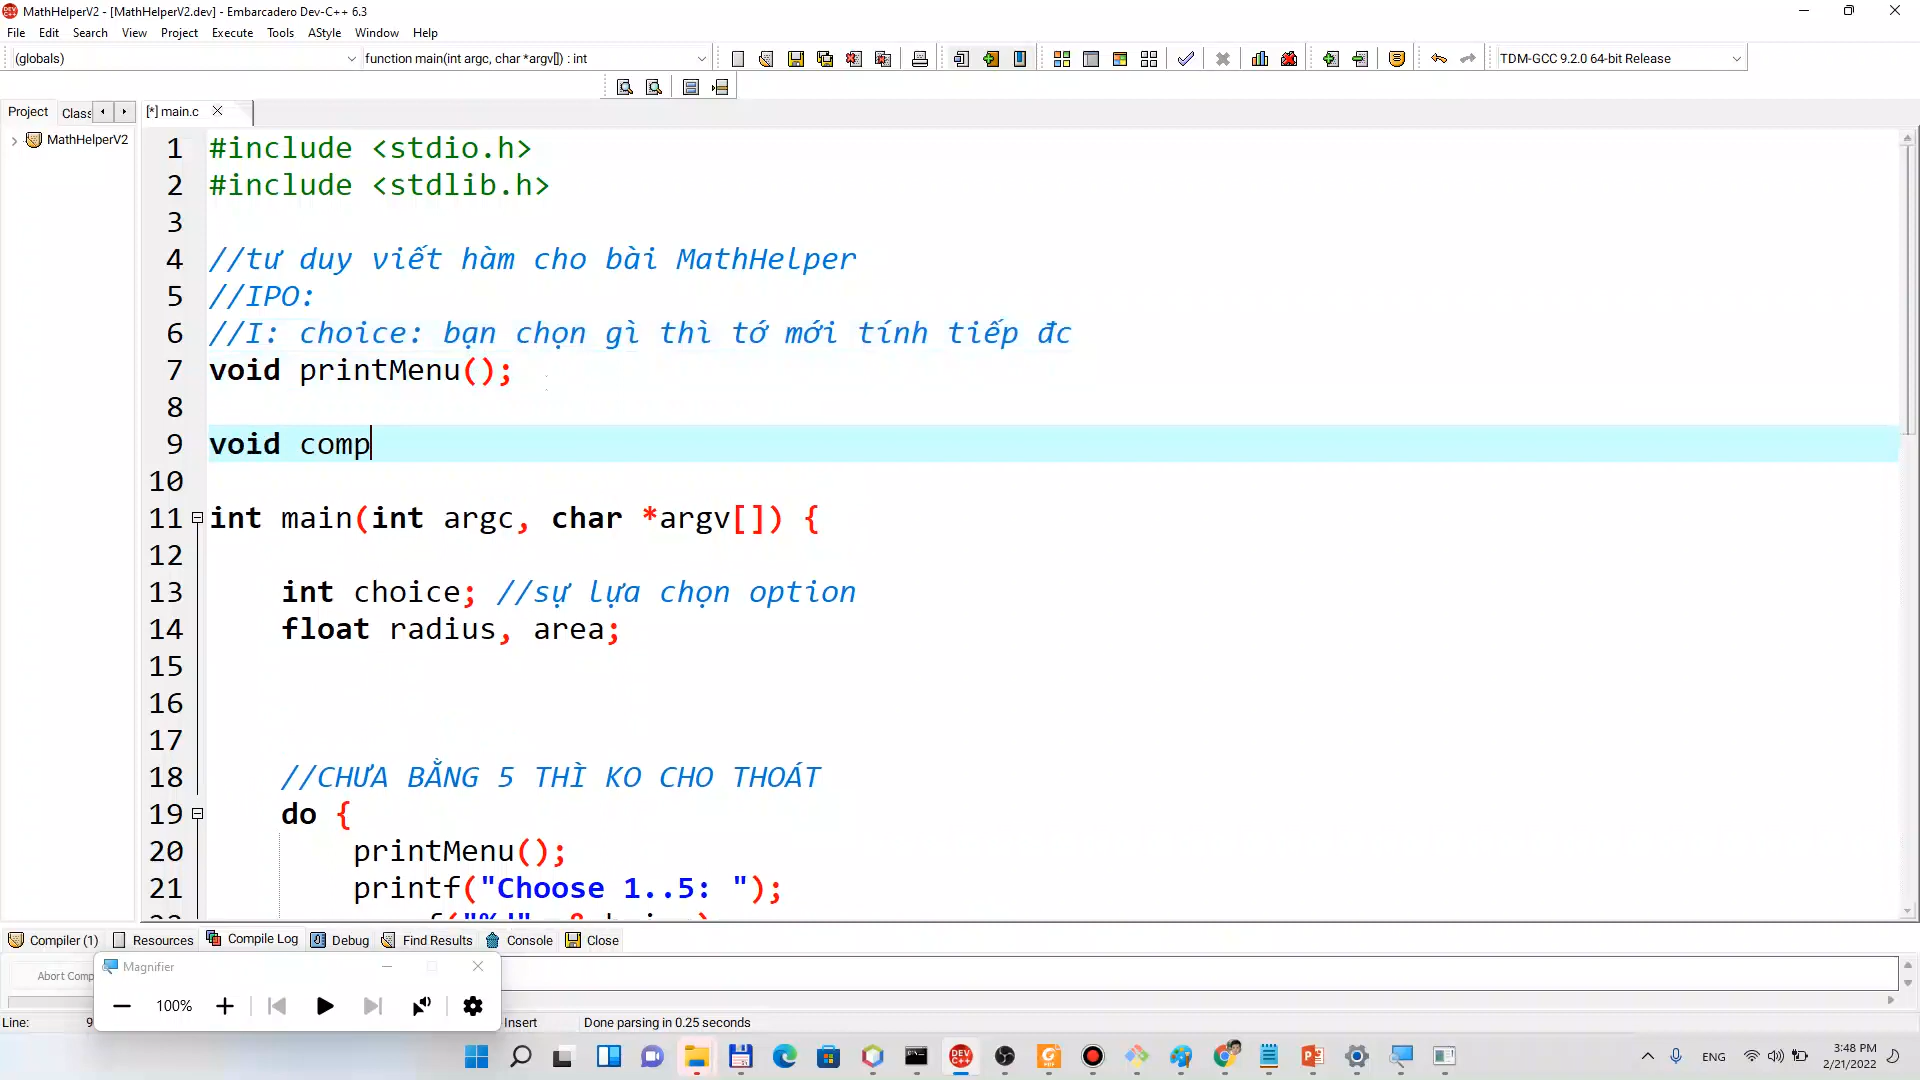 MathHelperV2 - [MathHelperV2.dev] - Embarcadero Dev-C++ 6.3
File Edit Search View Project Execute Tools AStyle Window Help
(globals) function main(int argc, char *argv[]) : int TDM-GCC 9.2.0 64-bit Release
Project Class [*] main.c
MathHelperV2
1 #include <stdio.h>
2 #include <stdlib.h>
3
4 //tư duy viết hàm cho bài MathHelper
5 //IPO:
6 //I: choice: bạn chọn gì thì tớ mới tính tiếp đc
7 void printMenu();
8
9 void comp
10
11 int main(int argc, char *argv[]) {
12
13 int choice; //sự lựa chọn option
14 float radius, area;
15
16
17
18 //CHƯA BẰNG 5 THÌ KO CHO THOÁT
19 do {
20 printMenu();
21 printf("Choose 1..5: ");
Compiler (1) Resources Compile Log Debug Find Results Console Close
Abort Comp
Magnifier
100%
Line: 9 Insert Done parsing in 0.25 seconds
ENG
3:48 PM
2/21/2022